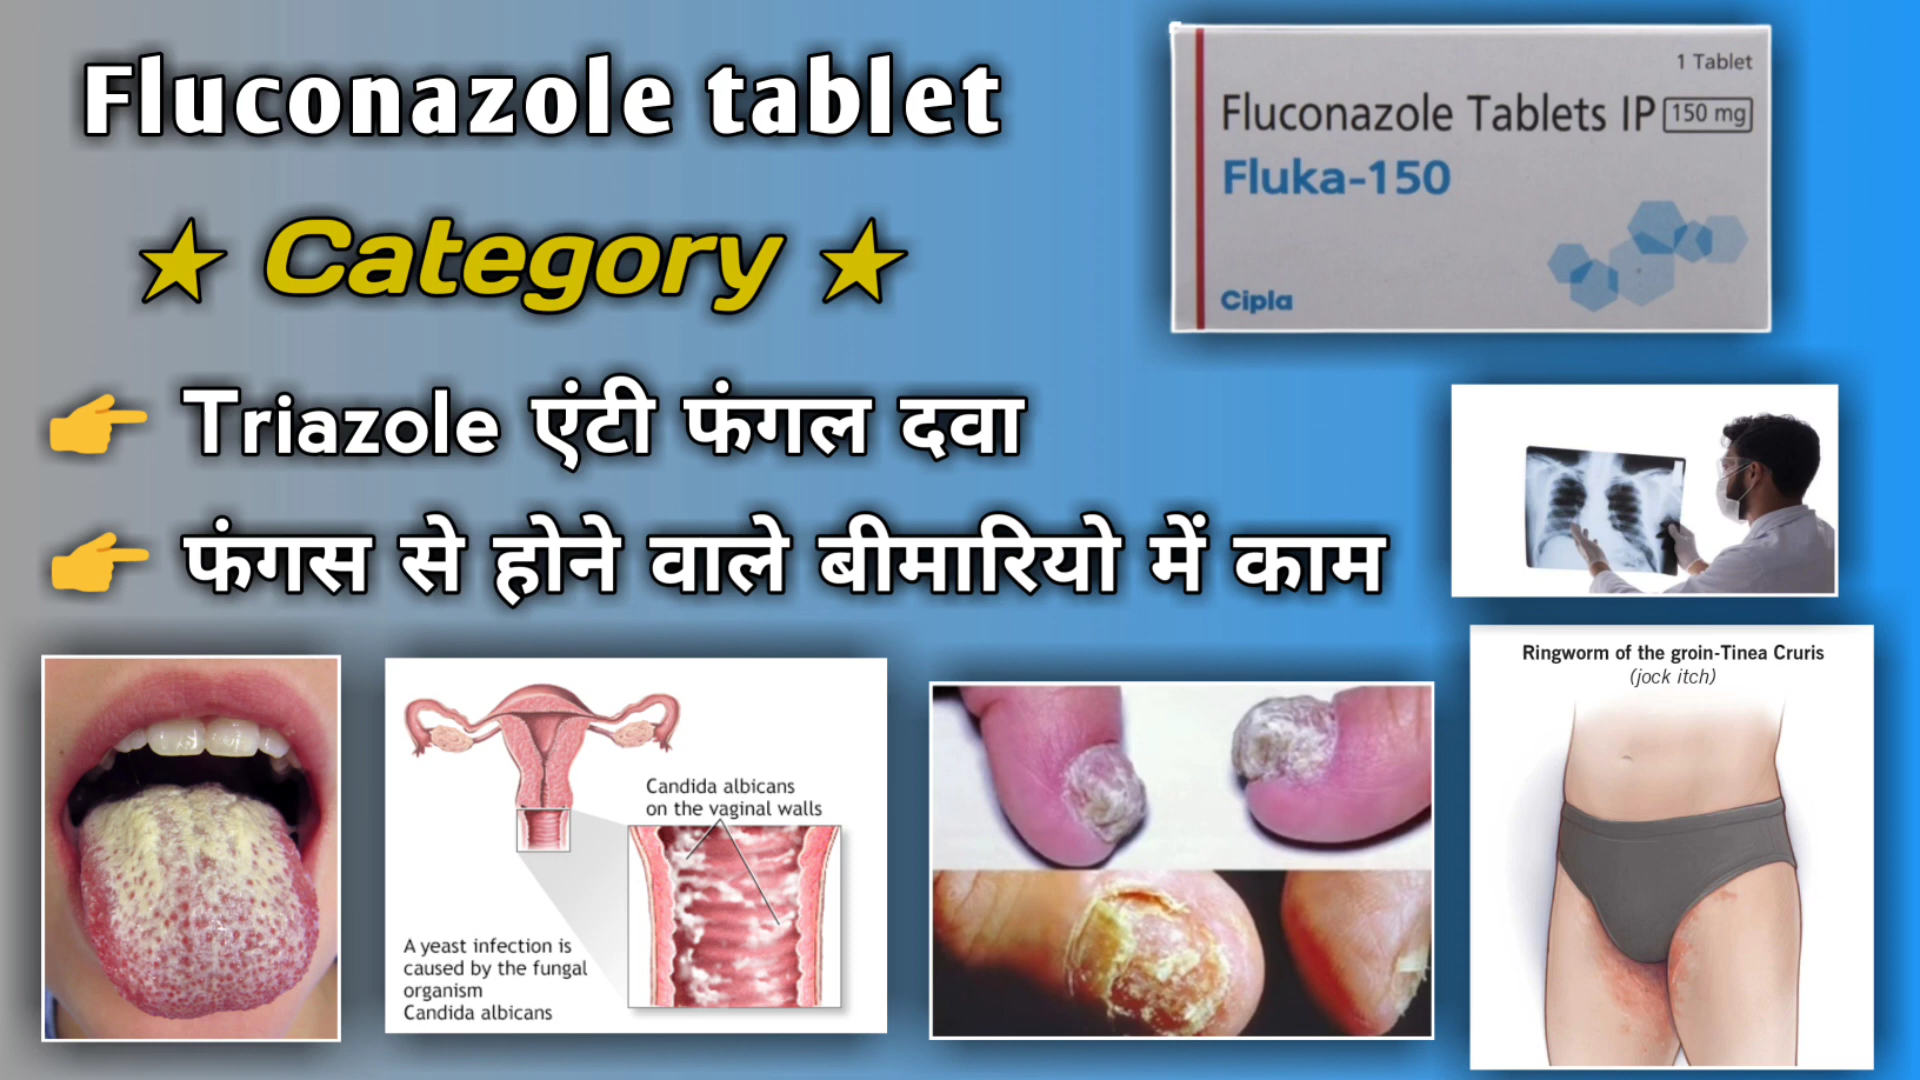 Fluconazole tablet
★ Category ★
👉 Triazole एंटी फंगल दवा
👉 फंगस से होने वाले बीमारियो में काम
1 Tablet
Fluconazole Tablets IP 150 mg
Fluka-150
Cipla
Candida albicans
on the vaginal walls
A yeast infection is
caused by the fungal
organism
Candida albicans
Ringworm of the groin-Tinea Cruris
(jock itch)